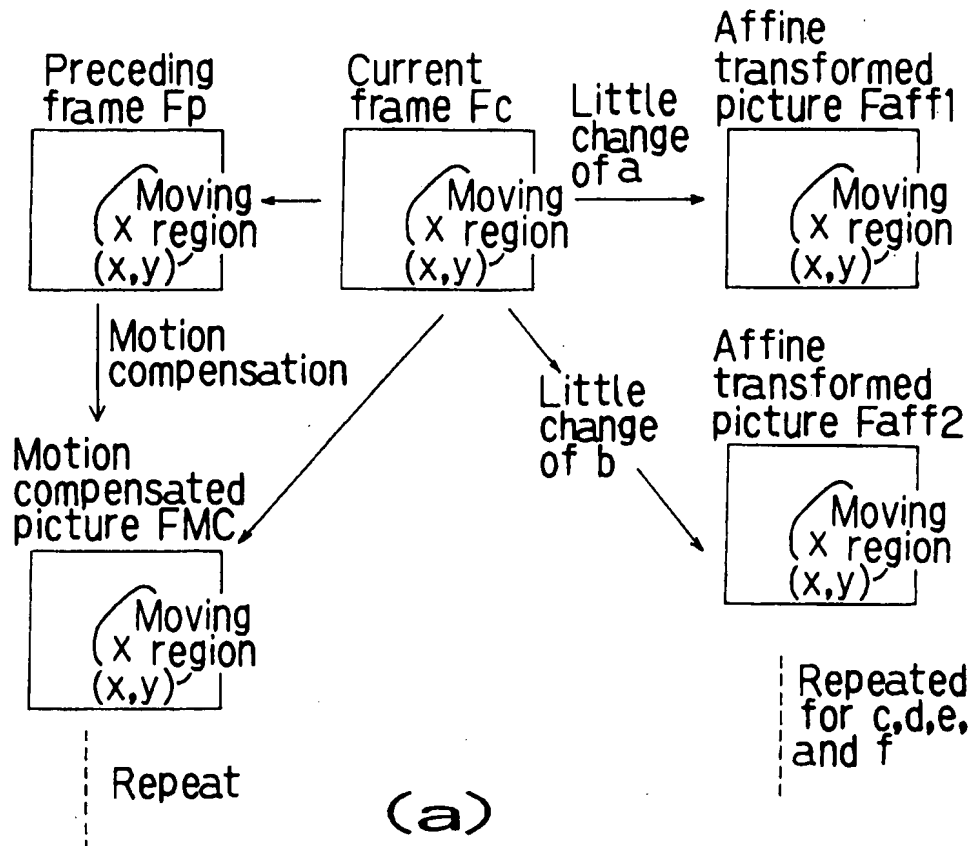 Preceding
frame Fp
Moving
x region
(x,y)
Current
frame Fc
Moving
x region
(x,y)
Little
change
of a
Affine
transformed
picture Faff1
Moving
x region
(x,y)
Motion
compensation
Little
change
of b
Affine
transformed
picture Faff2
Moving
x region
(x,y)
Motion
compensated
picture FMC
Moving
x region
(x,y)
Repeat
Repeated
for c,d,e,
and f
(a)